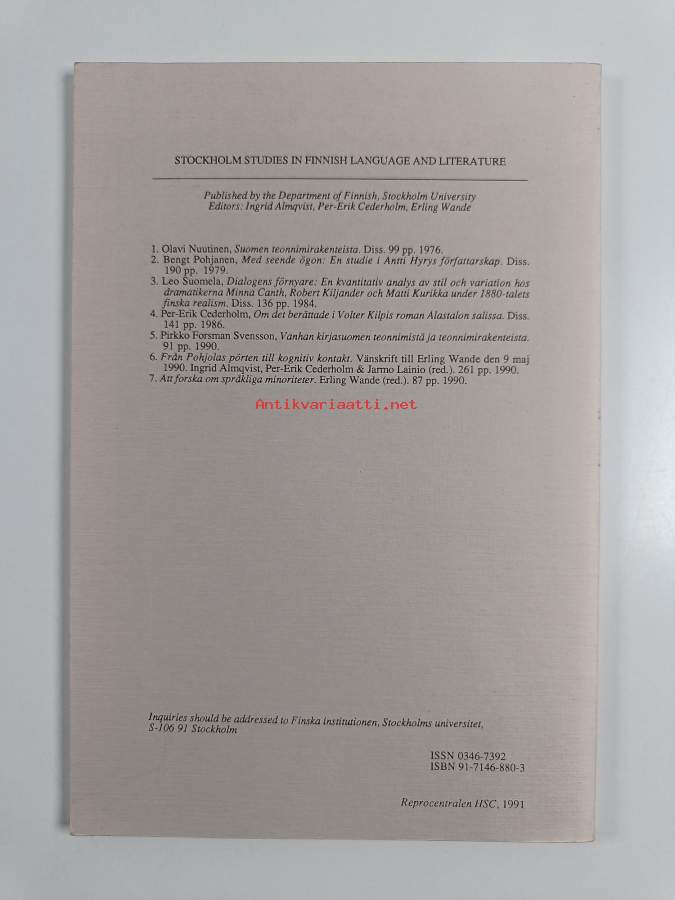 STOCKHOLM STUDIES IN FINNISH LANGUAGE AND LITERATURE
Published by the Department of Finnish, Stockholm University
Editors: Ingrid Almqvist, Per-Erik Cederholm, Erling Wande
1. Olavi Nuutinen, Suomen teonnimirakenteista. Diss. 99 pp. 1976.
2. Bengt Pohjanen, Med seende ögon: En studie i Antti Hyrys författarskap. Diss.
190 pp. 1979.
3. Leo Suomela, Dialogens förnyare: En kvantitativ analys av stil och variation hos
dramatikerna Minna Canth, Robert Kiljander och Matti Kurikka under 1880-talets
finska realism. Diss. 136 pp. 1984.
4. Per-Erik Cederholm, Om det berättade i Volter Kilpis roman Alastalon salissa. Diss.
141 pp. 1986.
5. Pirkko Forsman Svensson, Vanhan kirjasuomen teonnimistä ja teonnimirakenteista.
91 pp. 1990.
6. Från Pohjolas pörten till kognitiv kontakt. Vänskrift till Erling Wande den 9 maj
1990. Ingrid Almqvist, Per-Erik Cederholm & Jarmo Lainio (red.). 261 pp. 1990.
7. Att forska om språkliga minoriteter. Erling Wande (red.). 87 pp. 1990.
Antikvariaatti.net
Inquiries should be addressed to Finska institutionen, Stockholms universitet,
S-106 91 Stockholm
ISSN 0346-7392
ISBN 91-7146-880-3
Reprocentralen HSC, 1991